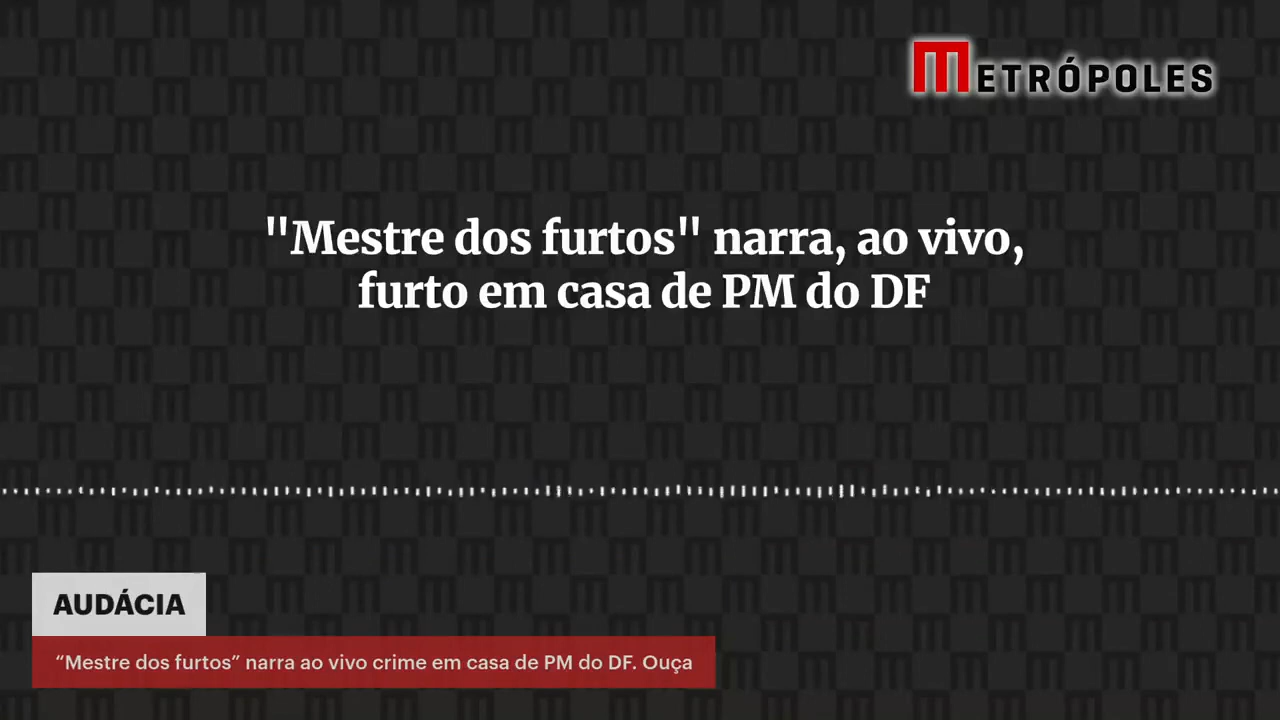 METRÓPOLES
"Mestre dos furtos" narra, ao vivo,
furto em casa de PM do DF
AUDÁCIA
“Mestre dos furtos” narra ao vivo crime em casa de PM do DF. Ouça